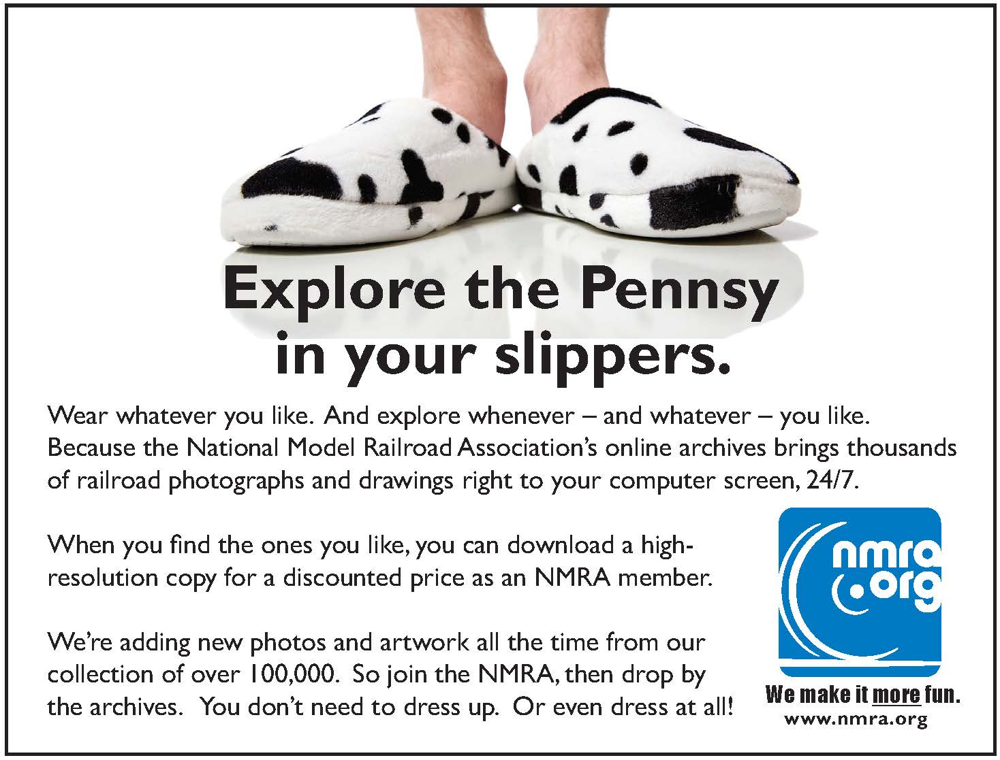 Explore the Pennsy
in your slippers.
Wear whatever you like.  And explore whenever – and whatever – you like.
Because the National Model Railroad Association’s online archives brings thousands
of railroad photographs and drawings right to your computer screen, 24/7.
When you find the ones you like, you can download a high-
resolution copy for a discounted price as an NMRA member.
We’re adding new photos and artwork all the time from our
collection of over 100,000.  So join the NMRA, then drop by
the archives.  You don’t need to dress up.  Or even dress at all!
nmra
.org
We make it more fun.
www.nmra.org